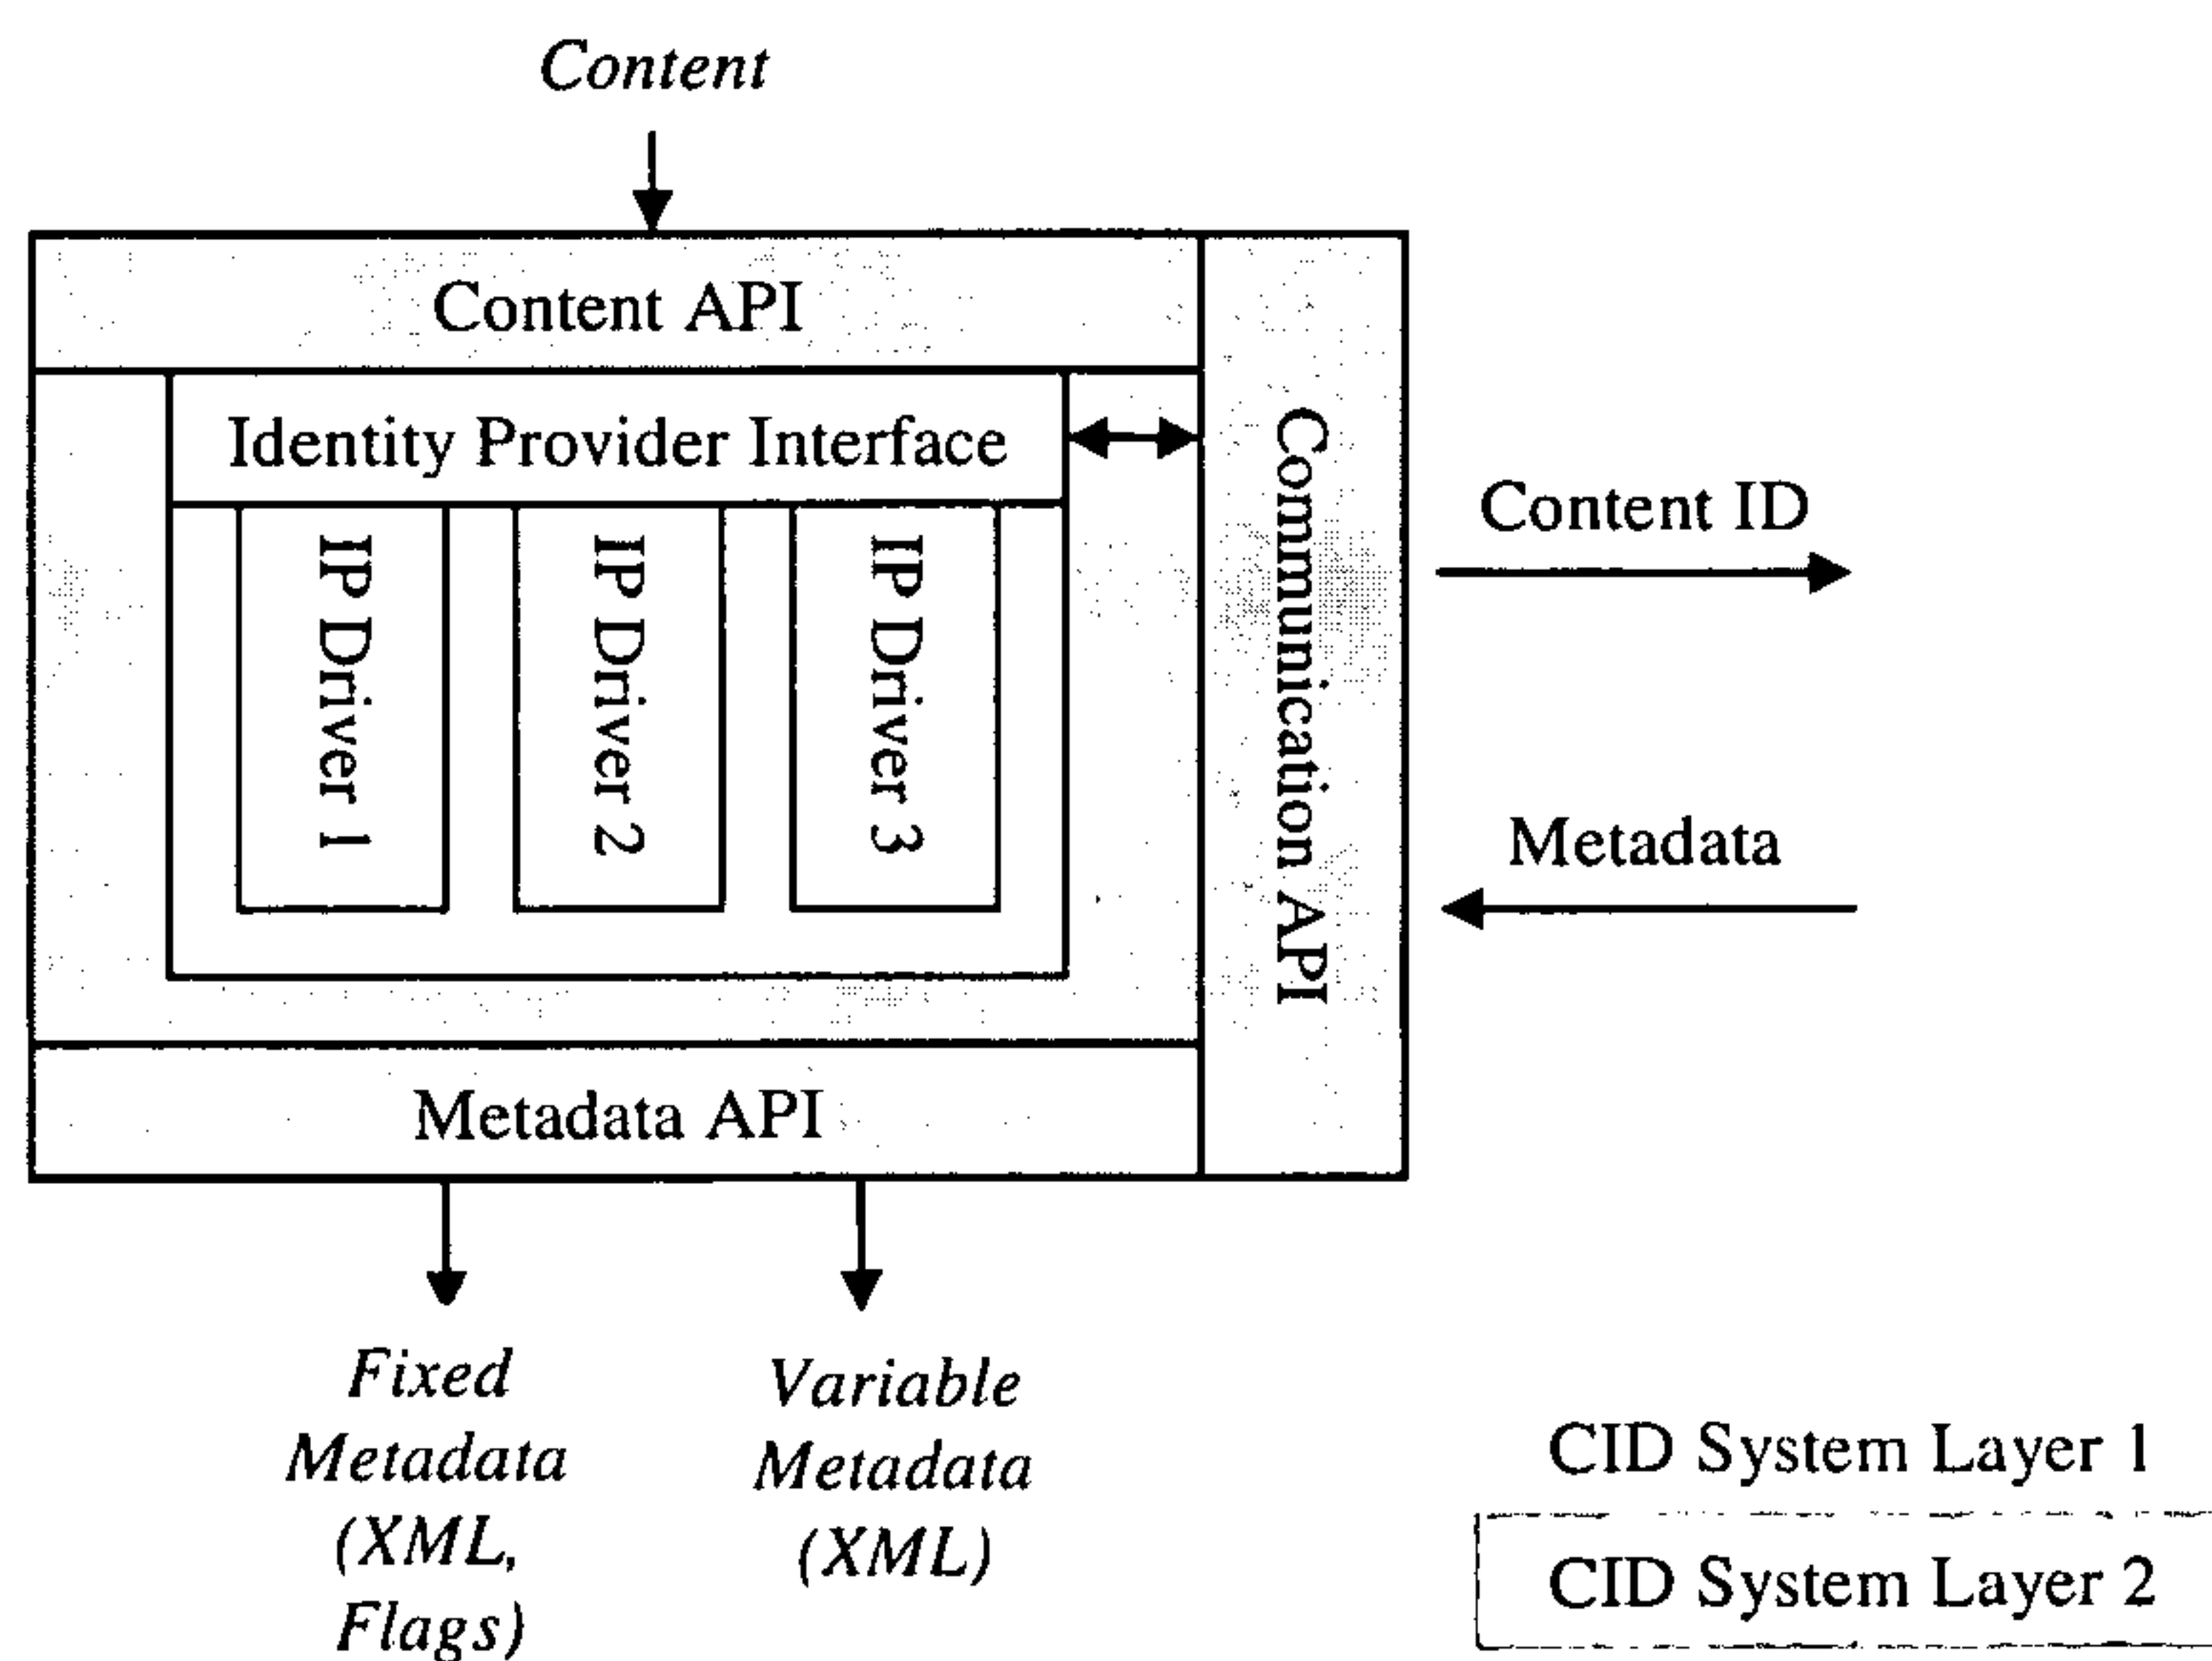 Content
Content API
Identity Provider Interface
IP Driver 1
IP Driver 2
IP Driver 3
Communication API
Content ID
Metadata
Metadata API
Fixed
Metadata
(XML,
Flags)
Variable
Metadata
(XML)
CID System Layer 1
CID System Layer 2